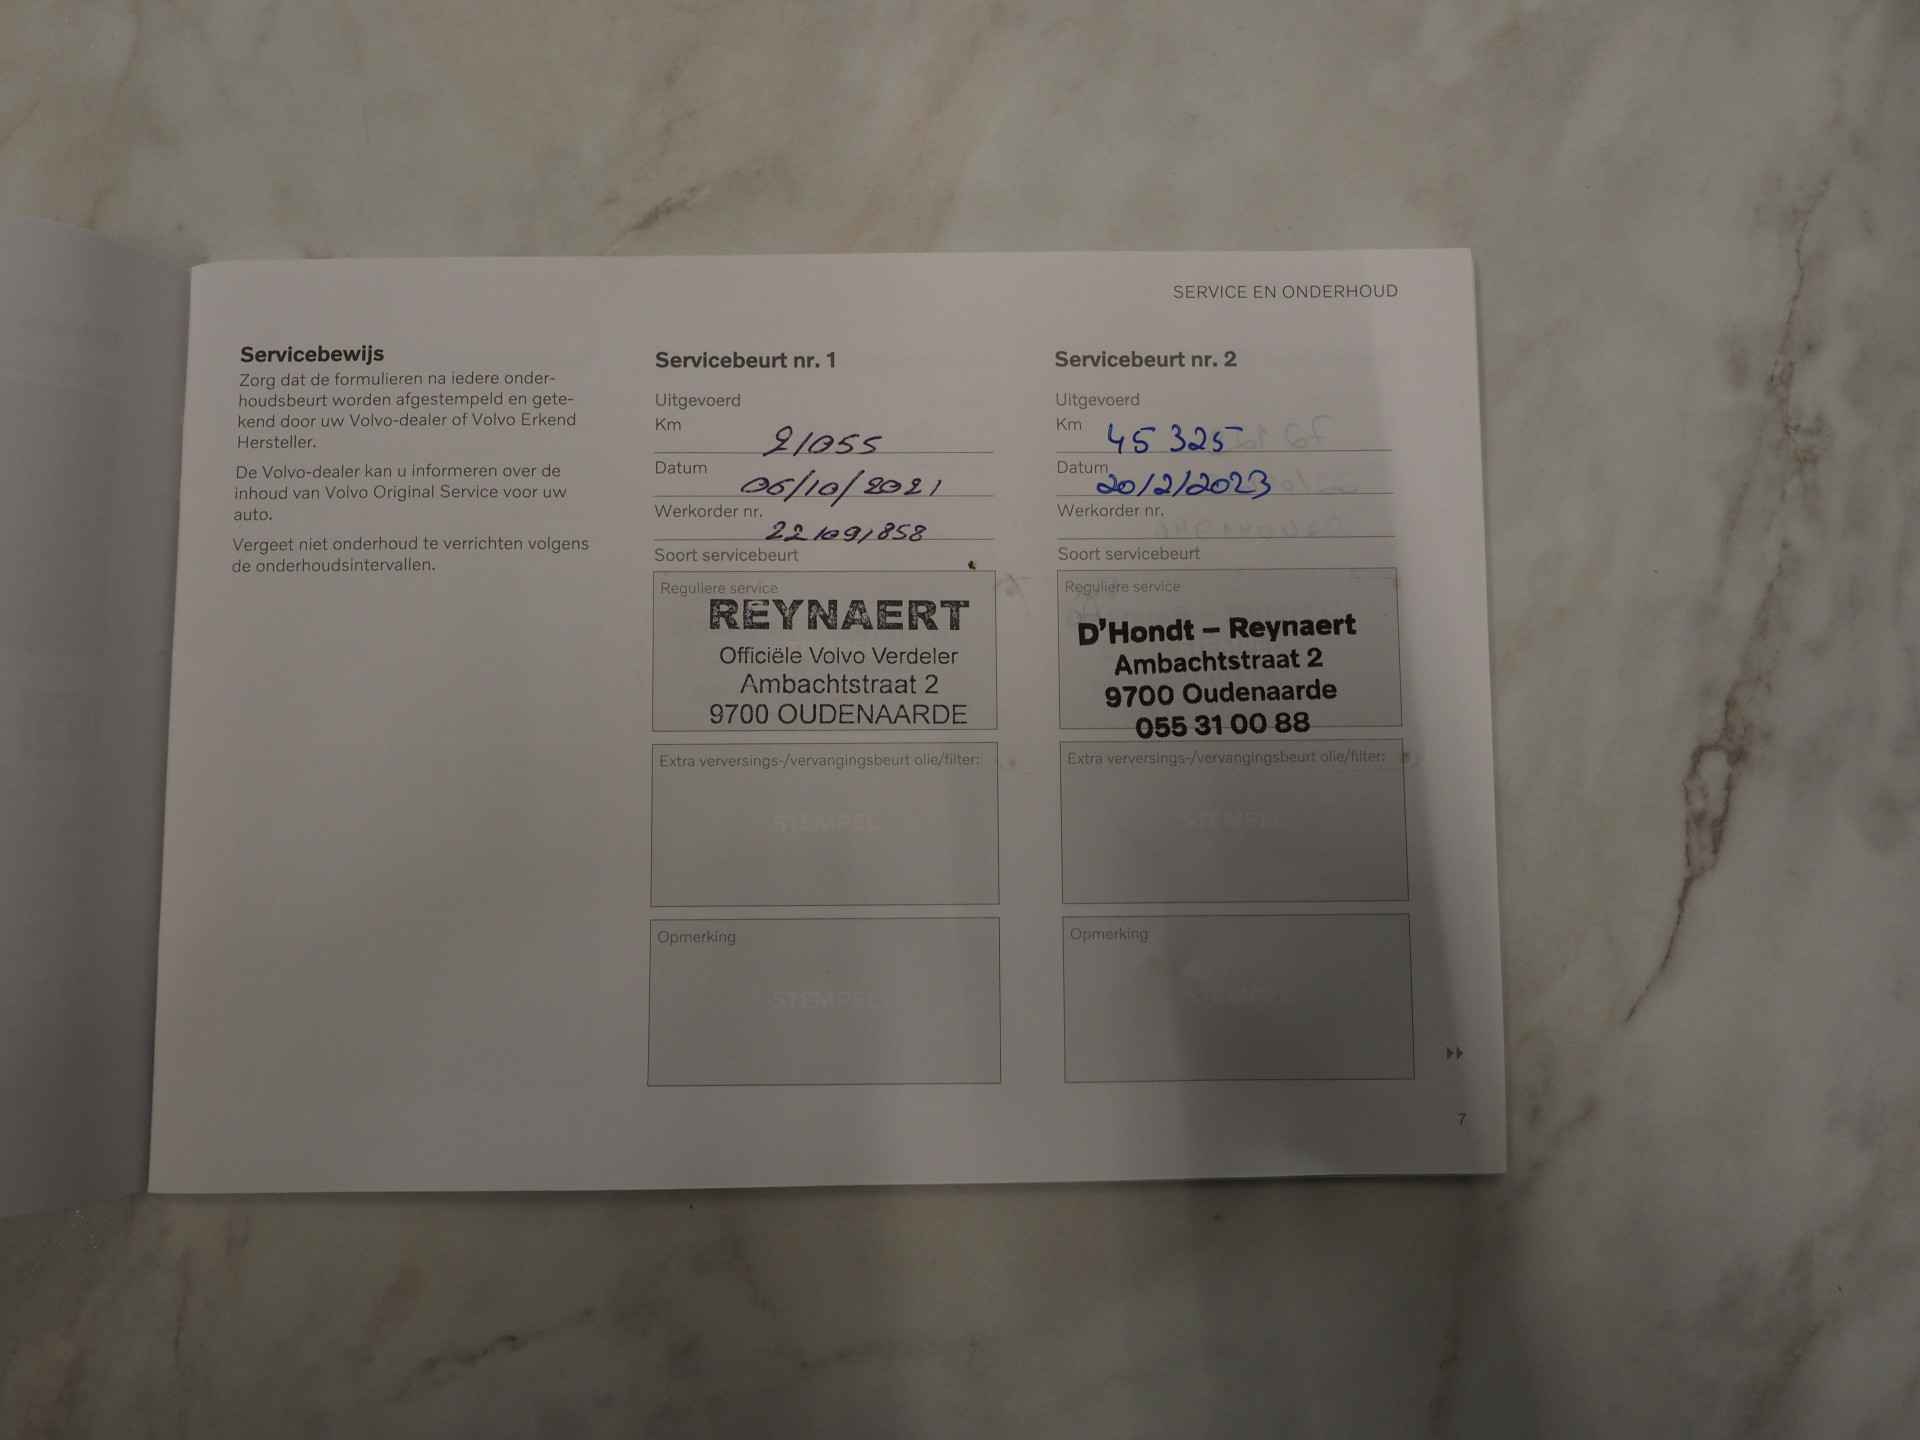 SERVICE EN ONDERHOUD
Servicebewijs
Zorg dat de formulieren na iedere onder-
houdsbeurt worden afgestempeld en gete-
kend door uw Volvo-dealer of Volvo Erkend
Hersteller.
De Volvo-dealer kan u informeren over de
inhoud van Volvo Original Service voor uw
auto.
Vergeet niet onderhoud te verrichten volgens
de onderhoudsintervallen.
Servicebeurt nr. 1
Uitgevoerd
Km
21055
Datum
06/10/2021
Werkorder nr.
Soort servicebeurt
Reguliere service
REYNAERT
Officiële Volvo Verdeler
Ambachtstraat 2
9700 OUDENAARDE
Extra verversings-/vervangingsbeurt olie/filter:
STEMPEL
Opmerking
STEMPEL
Servicebeurt nr. 2
Uitgevoerd
Km
45 325
Datum
20/2/2023
Werkorder nr.
Soort servicebeurt
Reguliere service
D'Hondt – Reynaert
Ambachtstraat 2
9700 Oudenaarde
055 31 00 88
Extra verversings-/vervangingsbeurt olie/filter:
STEMPEL
Opmerking
STEMPEL
7